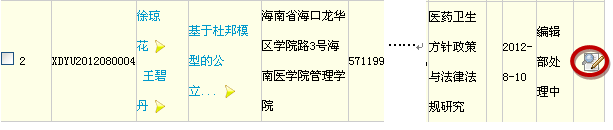 2
XDYU2012080004
徐琼
花
王碧
丹
基于杜邦模
型的公
立...
海南省海口龙华
区学院路3号海
南医学院管理学
院
571199
……
医药卫生
方针政策
与法律法
规研究
2012-
8-10
编辑
部处
理中